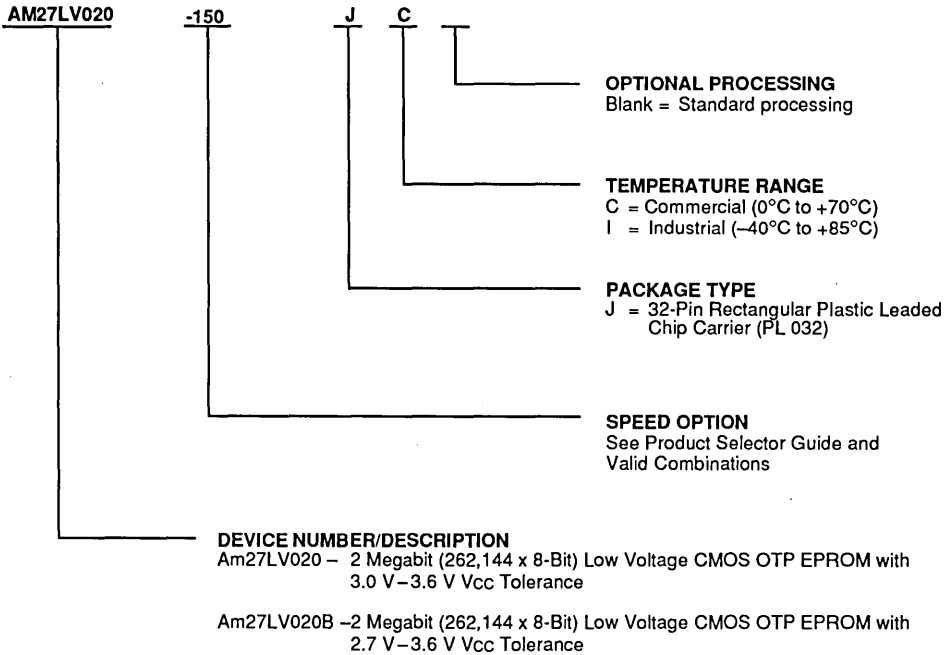 AM27LV020 -150 J C
OPTIONAL PROCESSING
Blank = Standard processing
TEMPERATURE RANGE
C = Commercial (0°C to +70°C)
I = Industrial (–40°C to +85°C)
PACKAGE TYPE
J = 32-Pin Rectangular Plastic Leaded
Chip Carrier (PL 032)
SPEED OPTION
See Product Selector Guide and
Valid Combinations
DEVICE NUMBER/DESCRIPTION
Am27LV020 – 2 Megabit (262,144 x 8-Bit) Low Voltage CMOS OTP EPROM with
3.0 V–3.6 V VCC Tolerance
Am27LV020B –2 Megabit (262,144 x 8-Bit) Low Voltage CMOS OTP EPROM with
2.7 V–3.6 V VCC Tolerance